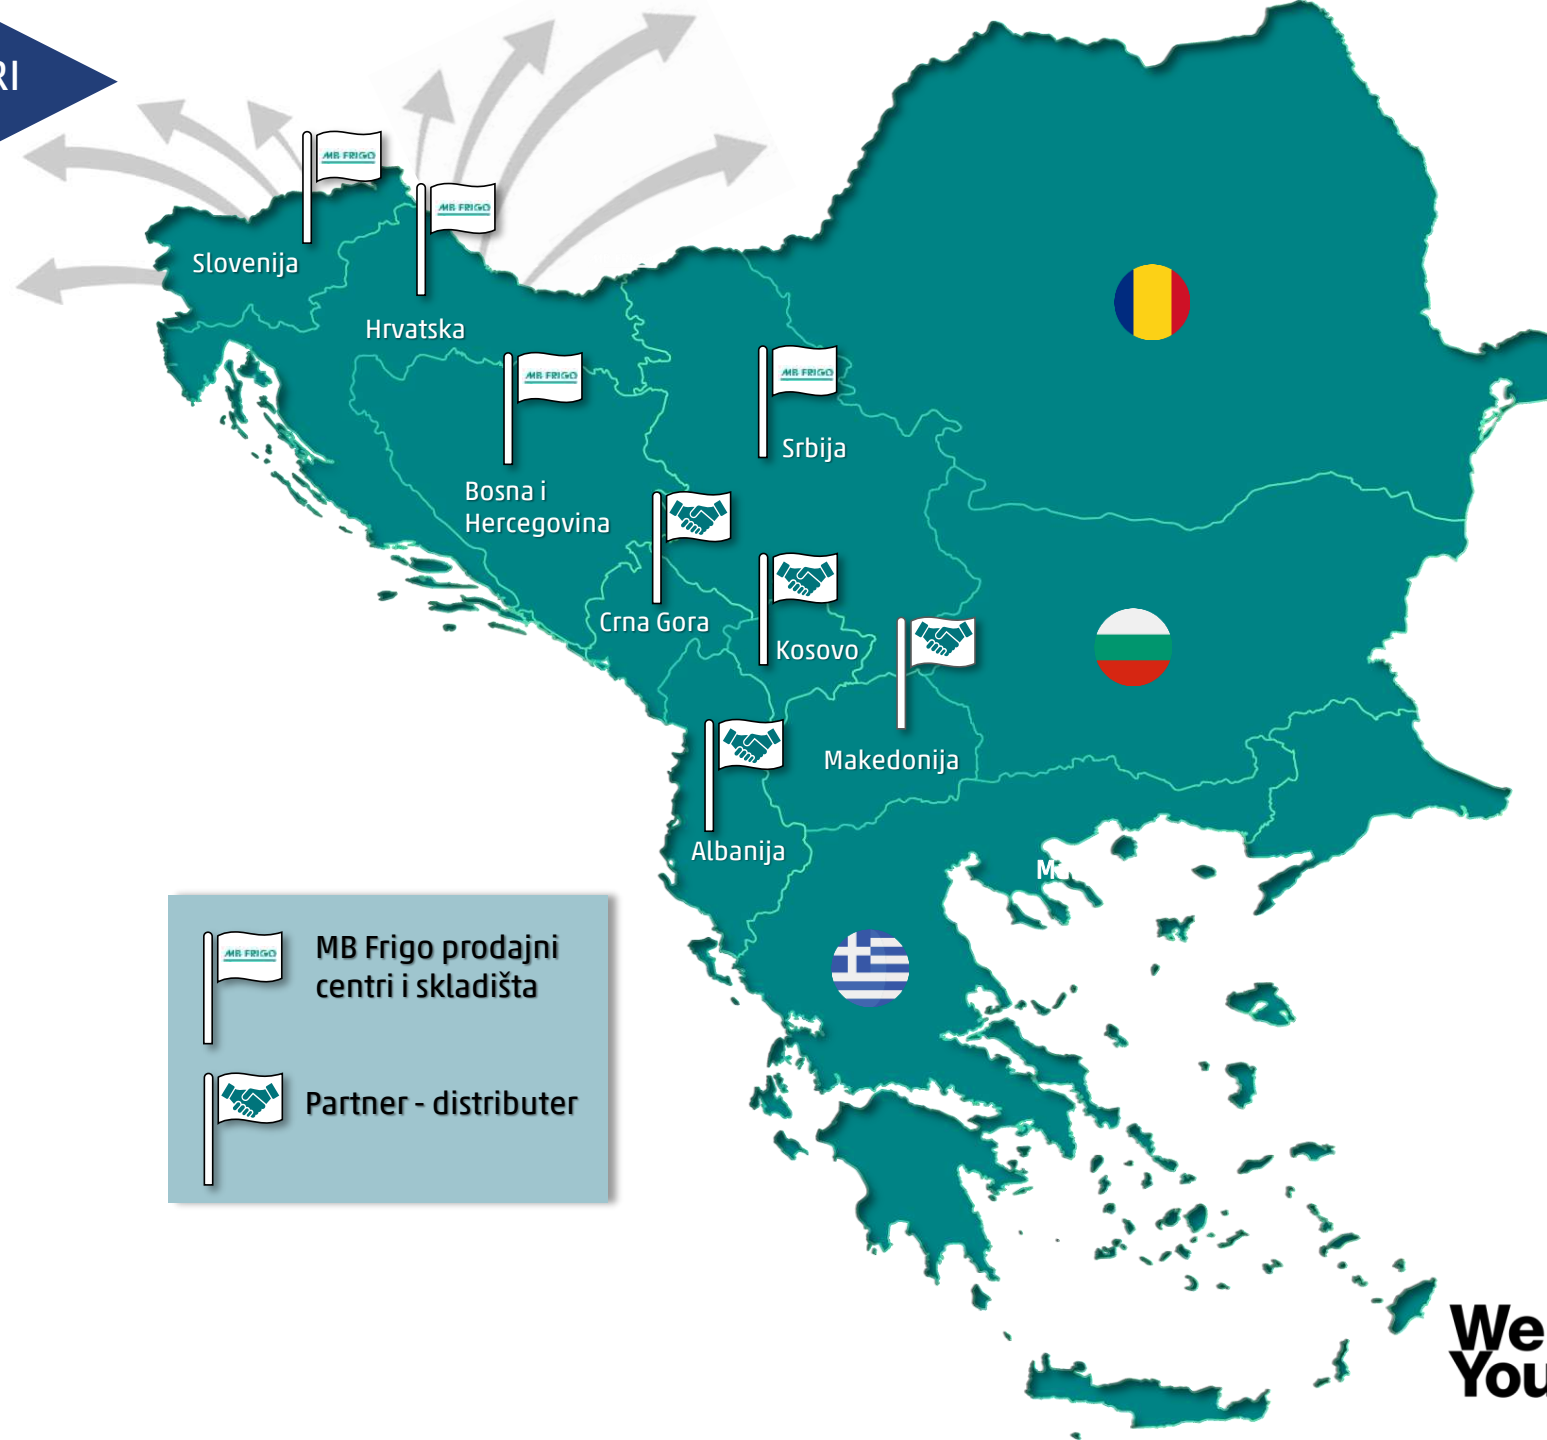 RI
MB FRIGO
MB FRIGO
Slovenija
Hrvatska
MB FRIGO
MB FRIGO
Srbija
Bosna i
Hercegovina
Crna Gora
Kosovo
Makedonija
Albanija
MB FRIGO
MB Frigo prodajni
centri i skladišta
Partner - distributer
We
You